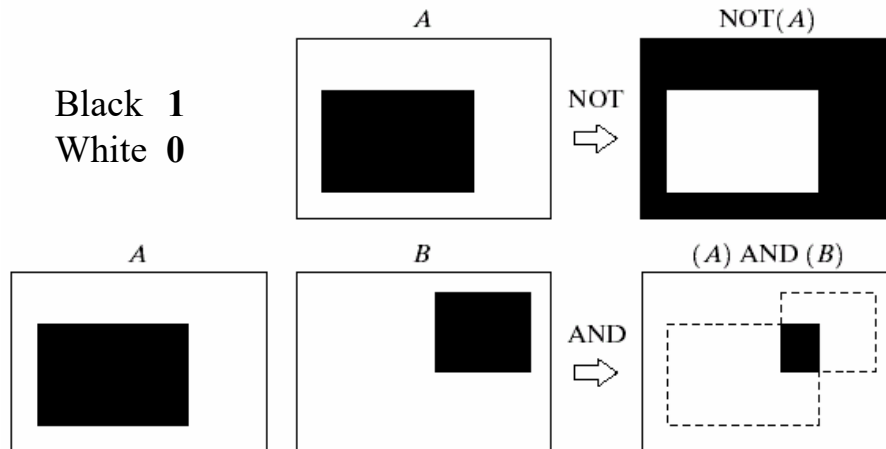 A
NOT(A)
Black 1
White 0
NOT
A
B
(A) AND (B)
AND